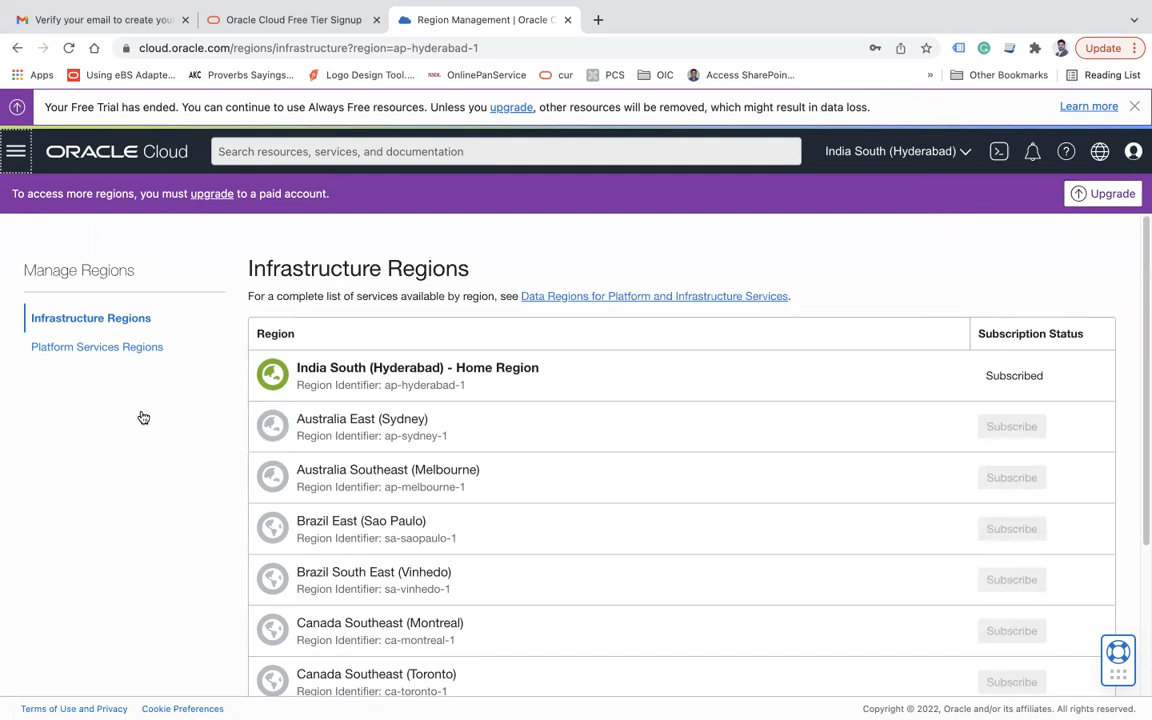 Verify your email to create you
Oracle Cloud Free Tier Signup
Region Management | Oracle C
cloud.oracle.com/regions/infrastructure?region=ap-hyderabad-1
Update
Apps
Using eBS Adapte...
AKC Proverbs Sayings...
Logo Design Tool....
OnlinePanService
cur
PCS
OIC
Access SharePoin...
»
Other Bookmarks
Reading List
Your Free Trial has ended. You can continue to use Always Free resources. Unless you upgrade, other resources will be removed, which might result in data loss.
Learn more
ORACLE Cloud
Search resources, services, and documentation
India South (Hyderabad)
To access more regions, you must upgrade to a paid account.
Upgrade
Manage Regions
Infrastructure Regions
Platform Services Regions
Infrastructure Regions
For a complete list of services available by region, see Data Regions for Platform and Infrastructure Services.
Region
Subscription Status
India South (Hyderabad) - Home Region
Region Identifier: ap-hyderabad-1
Subscribed
Australia East (Sydney)
Region Identifier: ap-sydney-1
Subscribe
Australia Southeast (Melbourne)
Region Identifier: ap-melbourne-1
Subscribe
Brazil East (Sao Paulo)
Region Identifier: sa-saopaulo-1
Subscribe
Brazil South East (Vinhedo)
Region Identifier: sa-vinhedo-1
Subscribe
Canada Southeast (Montreal)
Region Identifier: ca-montreal-1
Subscribe
Canada Southeast (Toronto)
Region Identifier: ca-toronto-1
Subscribe
Terms of Use and Privacy
Cookie Preferences
Copyright © 2022, Oracle and/or its affiliates. All rights reserved.